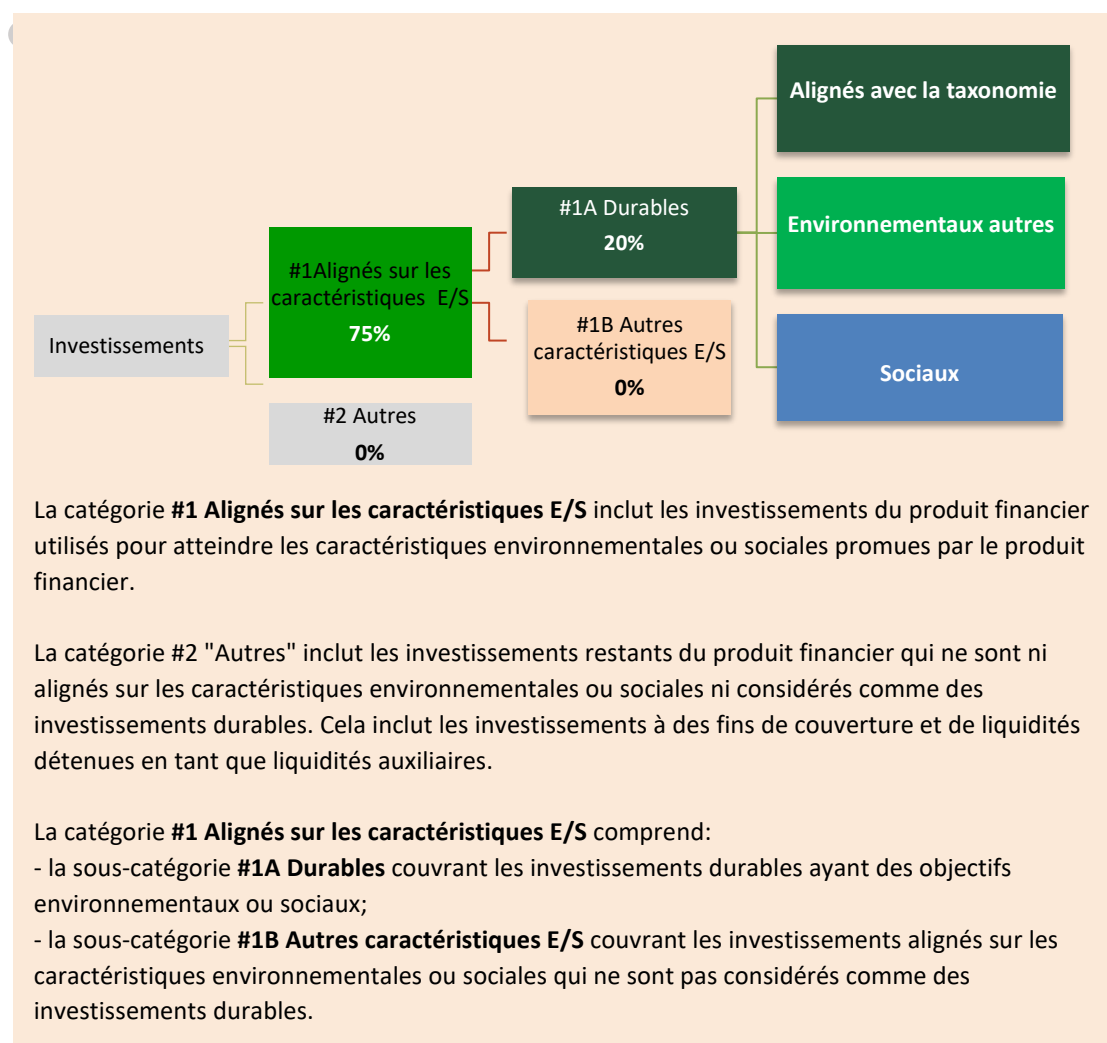 Alignés avec la taxonomie
#1A Durables
20%
Environnementaux autres
#1Alignés sur les
caractéristiques E/S
75%
Investissements
#1B Autres
caractéristiques E/S
0%
Sociaux
#2 Autres
0%
La catégorie #1 Alignés sur les caractéristiques E/S inclut les investissements du produit financier
utilisés pour atteindre les caractéristiques environnementales ou sociales promues par le produit
financier.
La catégorie #2 "Autres" inclut les investissements restants du produit financier qui ne sont ni
alignés sur les caractéristiques environnementales ou sociales ni considérés comme des
investissements durables. Cela inclut les investissements à des fins de couverture et de liquidités
détenues en tant que liquidités auxiliaires.
La catégorie #1 Alignés sur les caractéristiques E/S comprend:
- la sous-catégorie #1A Durables couvrant les investissements durables ayant des objectifs
environnementaux ou sociaux;
- la sous-catégorie #1B Autres caractéristiques E/S couvrant les investissements alignés sur les
caractéristiques environnementales ou sociales qui ne sont pas considérés comme des
investissements durables.